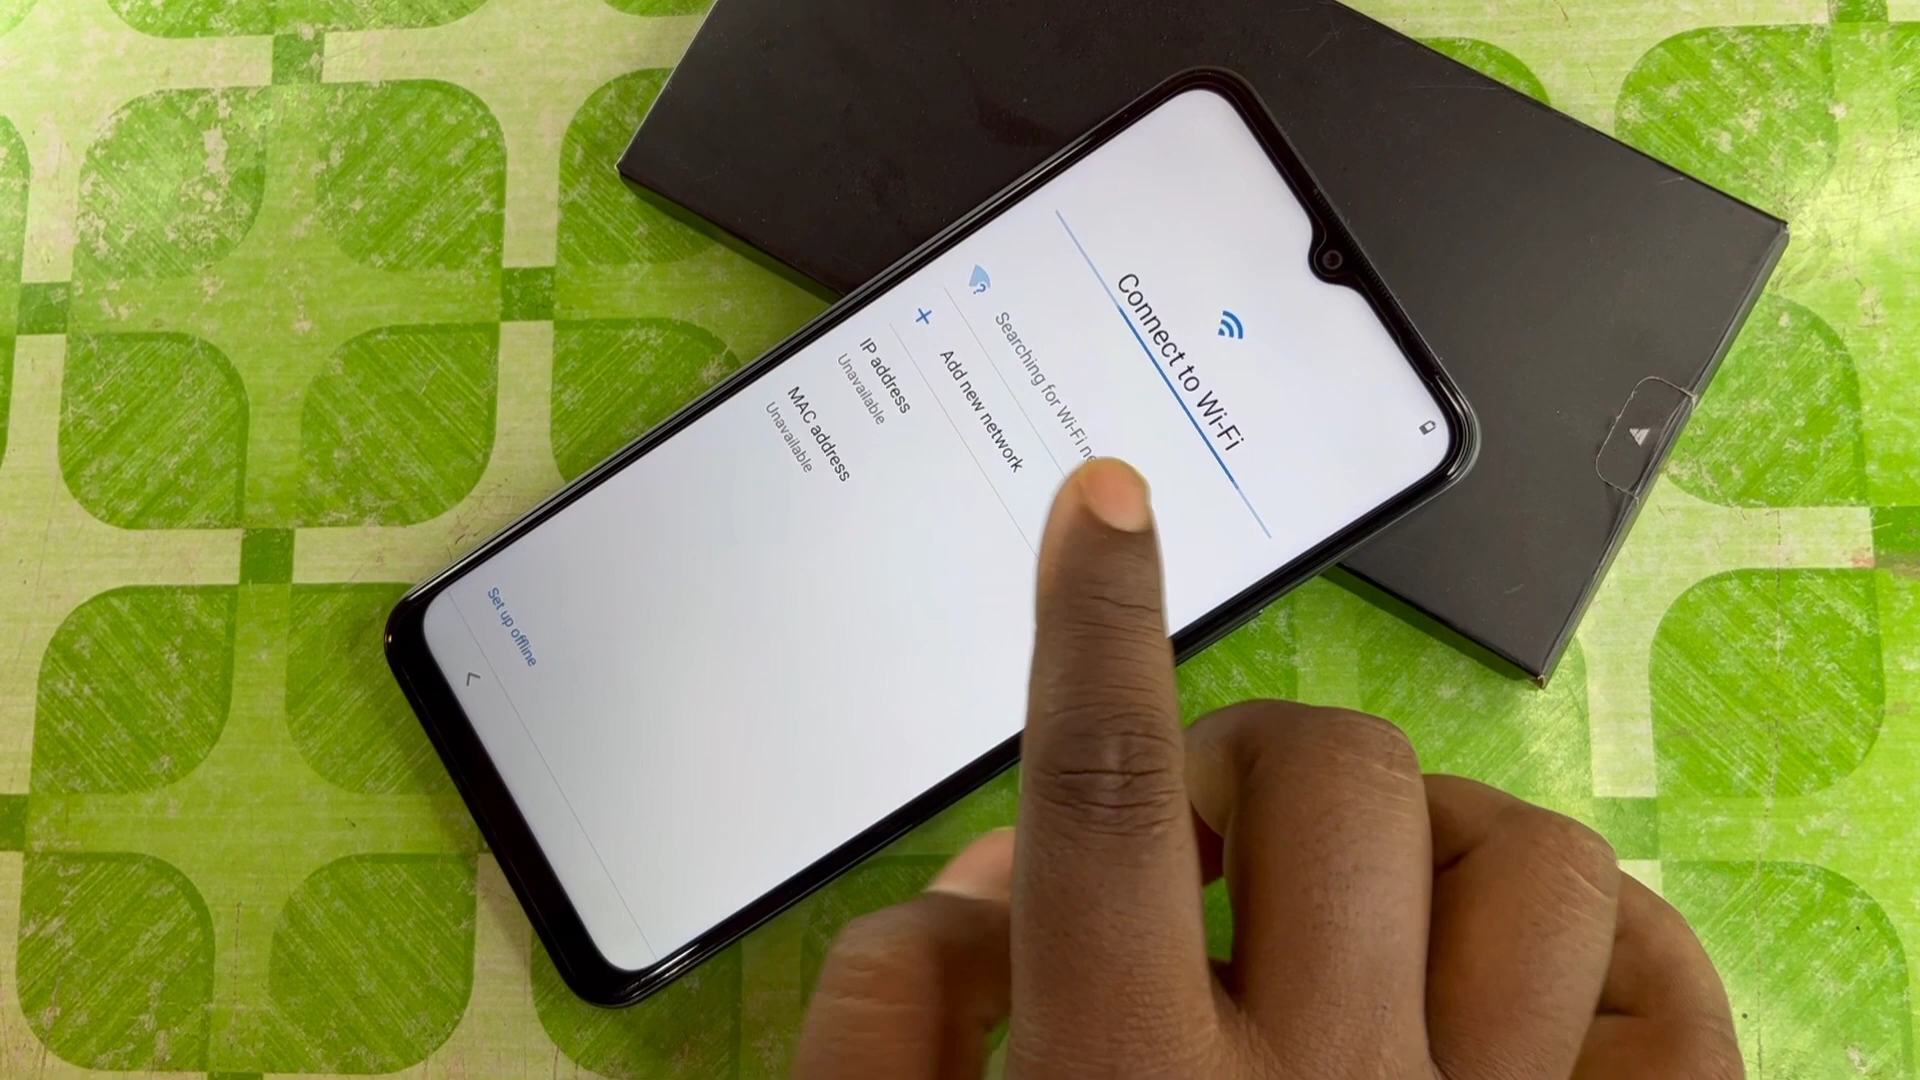 Connect to Wi-Fi
Searching for Wi-Fi
Add new network
IP address
Unavailable
MAC address
Unavailable
Set up offline